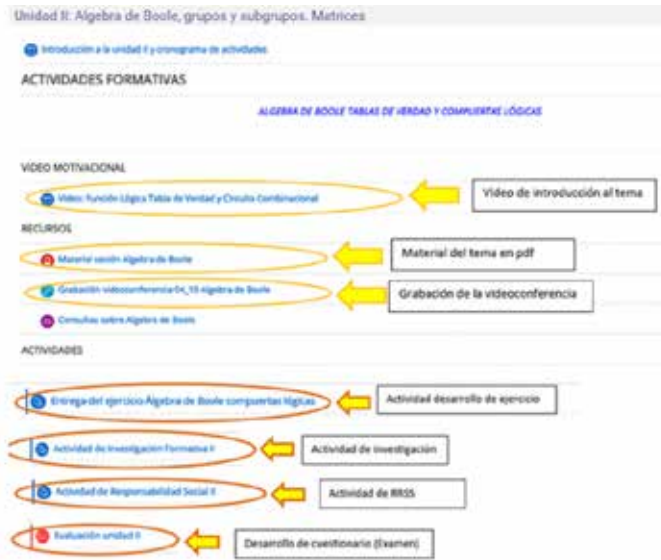 Unidad II: Algebra de Boole, grupos y subgrupos. Matrices
Introducción a la unidad II y cronograma de actividades
ACTIVIDADES FORMATIVAS
ALGEBRA DE BOOLE TABLAS DE VERDAD Y COMPUERTAS LÓGICAS
VIDEO MOTIVACIONAL
Video: Función Lógica Tabla de Verdad y Circuito Combinacional
Video de introducción al tema
RECURSOS
Material sesión Algebra de Boole
Material del tema en pdf
Grabación videoconferencia 04_10 Algebra de Boole
Grabación de la videoconferencia
Consultas sobre Algebra de Boole
ACTIVIDADES
Entrega del ejercicio Álgebra de Boole compuertas lógicas
Actividad desarrollo de ejercicio
Actividad de Investigación Formativa II
Actividad de investigación
Actividad de Responsabilidad Social II
Actividad de RRSS
Evaluación unidad II
Desarrollo de cuestionario (Examen)